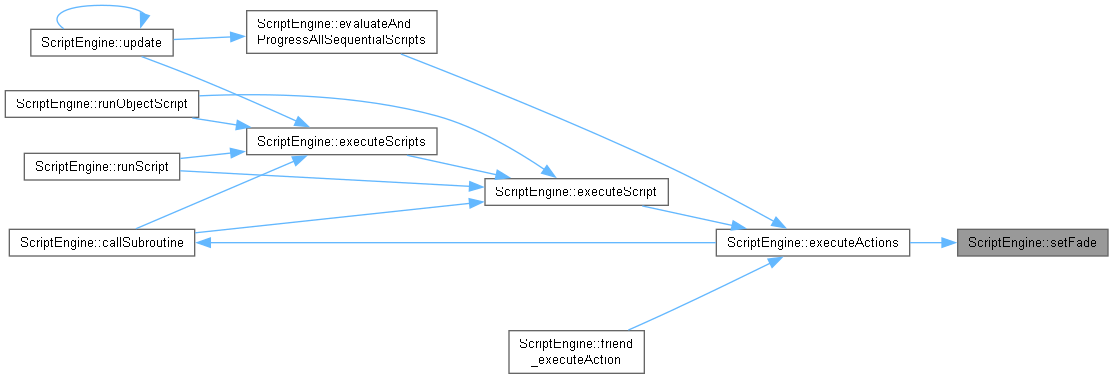 ScriptEngine::evaluateAnd
ProgressAllSequentialScripts
ScriptEngine::update
ScriptEngine::runObjectScript
ScriptEngine::executeScripts
ScriptEngine::runScript
ScriptEngine::executeScript
ScriptEngine::callSubroutine
ScriptEngine::executeActions
ScriptEngine::setFade
ScriptEngine::friend
_executeAction